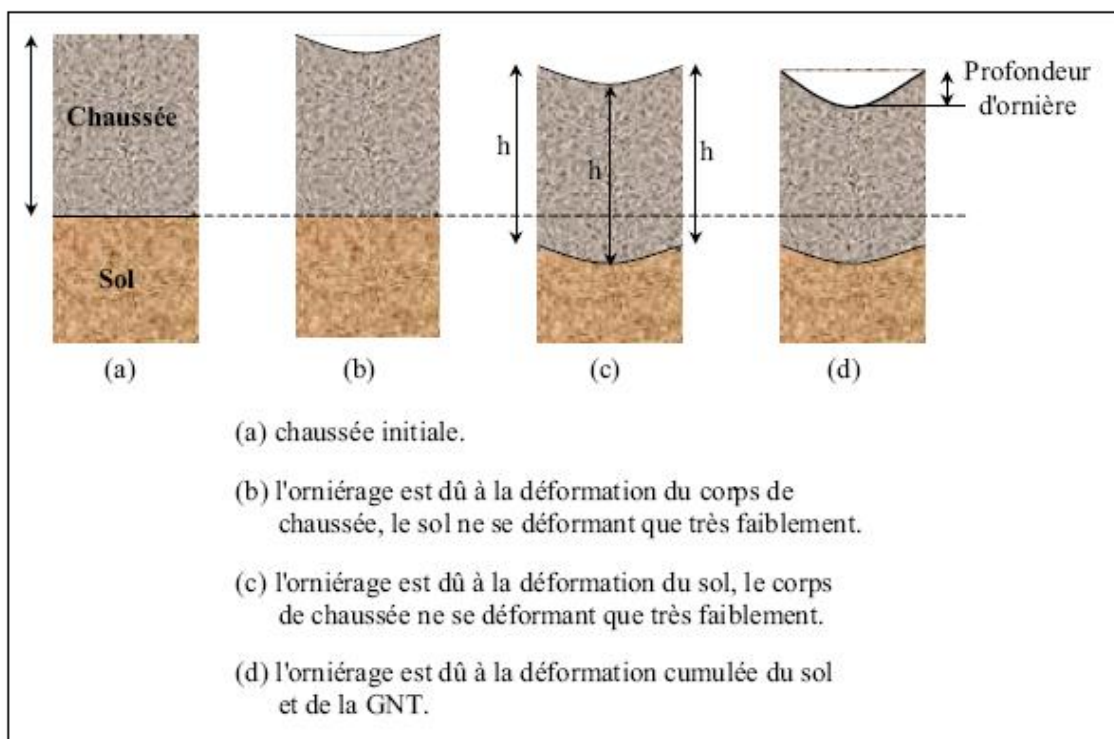 Chaussée
Sol
h
h
h
Profondeur
d'ornière
(a)
(b)
(c)
(d)
(a) chaussée initiale.
(b) l'orniérage est dû à la déformation du corps de
chaussée, le sol ne se déformant que très faiblement.
(c) l'orniérage est dû à la déformation du sol, le corps
de chaussée ne se déformant que très faiblement.
(d) l'orniérage est dû à la déformation cumulée du sol
et de la GNT.